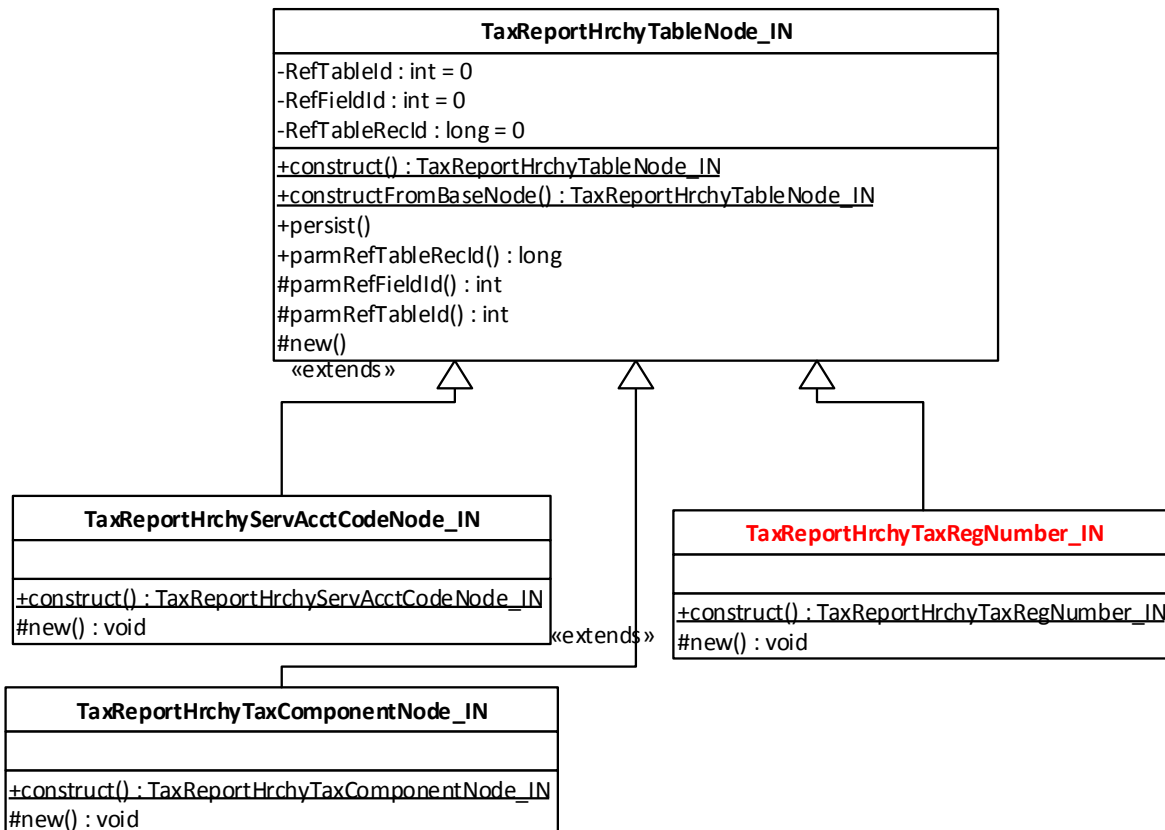 TaxReportHrchyTableNode_IN
-RefTableId : int = 0
-RefFieldId : int = 0
-RefTableRecId : long = 0
+construct() : TaxReportHrchyTableNode_IN
+constructFromBaseNode() : TaxReportHrchyTableNode_IN
+persist()
+parmRefTableRecId() : long
#parmRefFieldId() : int
#parmRefTableId() : int
#new()
«extends»
TaxReportHrchyServAcctCodeNode_IN
+construct() : TaxReportHrchyServAcctCodeNode_IN
#new() : void
TaxReportHrchyTaxRegNumber_IN
+construct() : TaxReportHrchyTaxRegNumber_IN
#new() : void
«extends»
TaxReportHrchyTaxComponentNode_IN
+construct() : TaxReportHrchyTaxComponentNode_IN
#new() : void